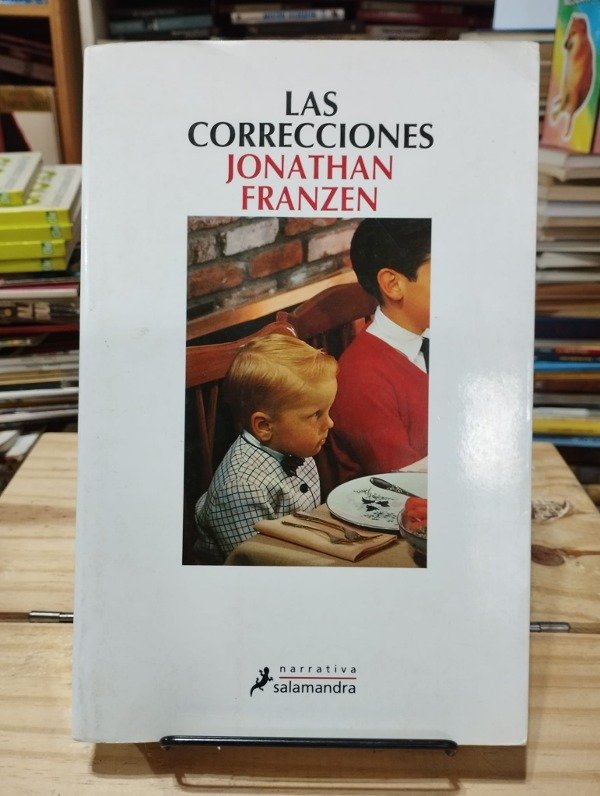 LAS
CORRECCIONES
JONATHAN
FRANZEN
narrativa
salamandra